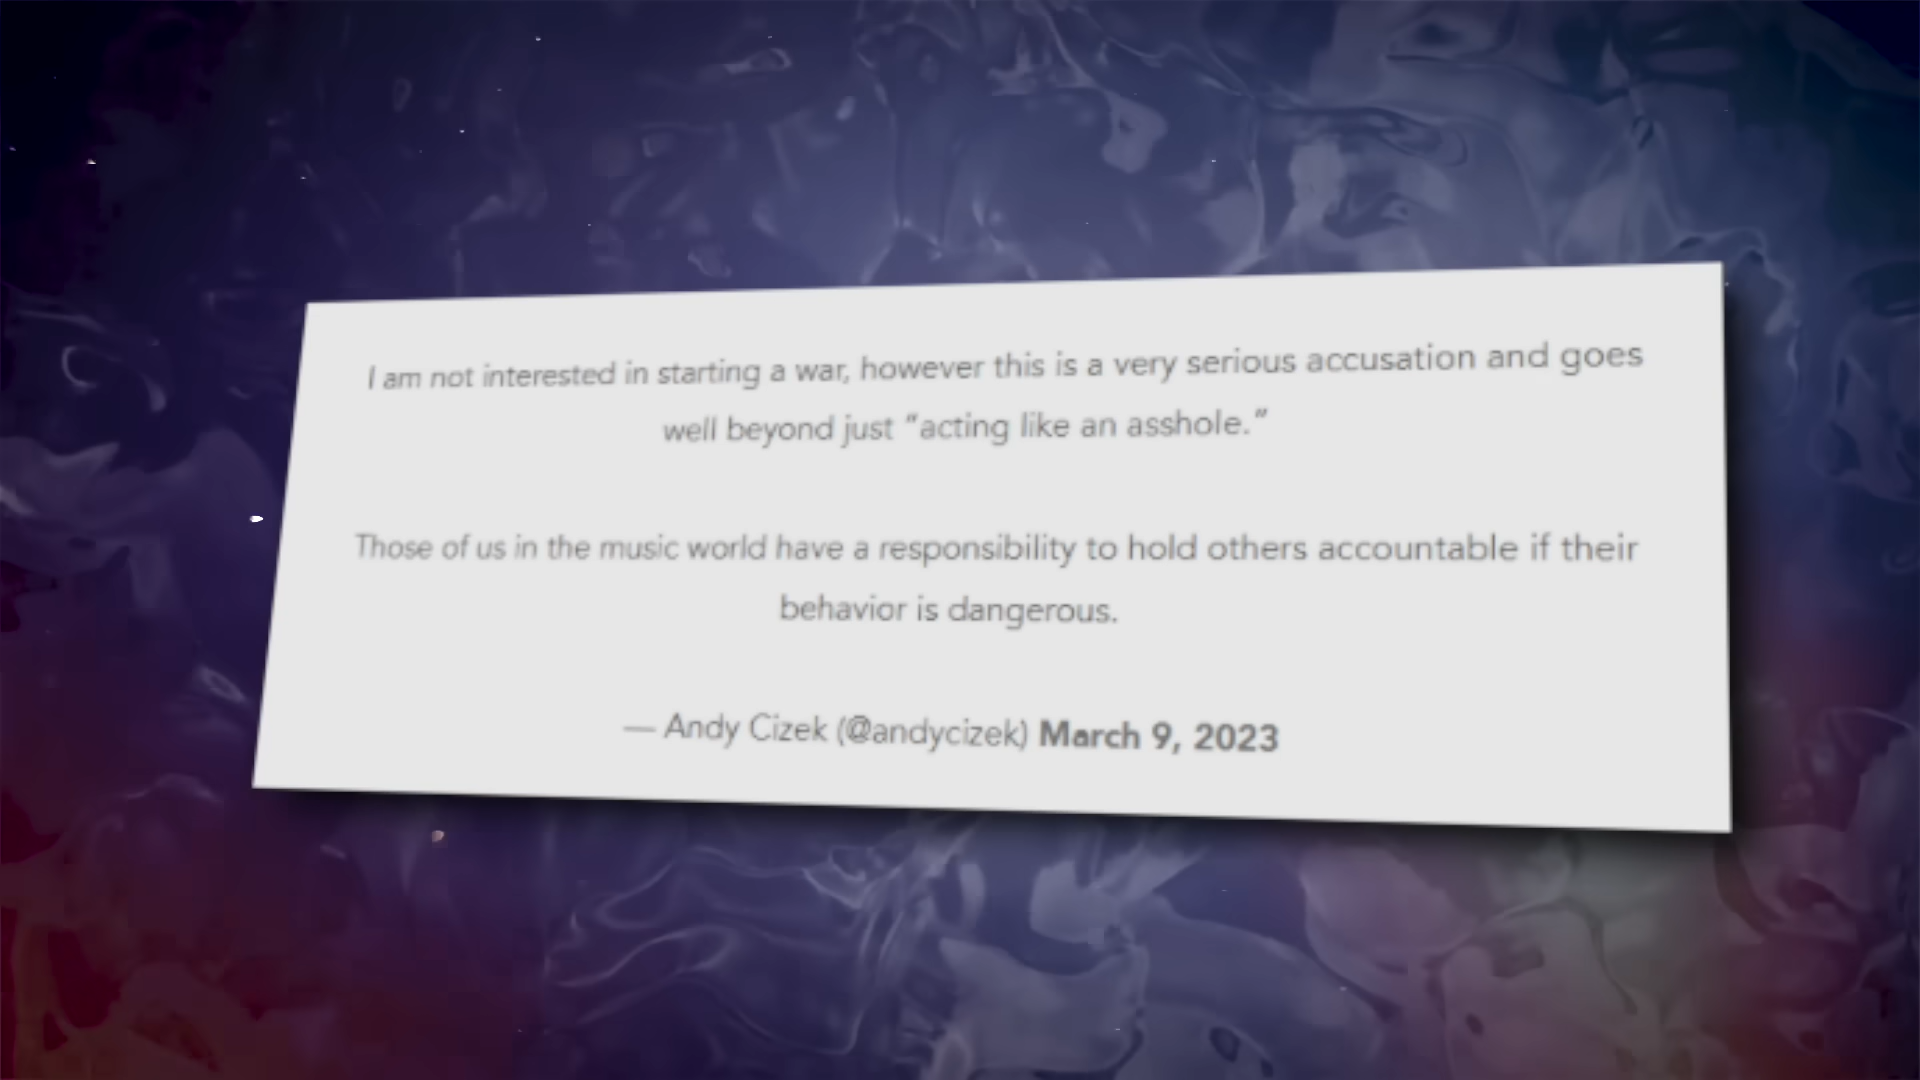 I am not interested in starting a war, however this is a very serious accusation and goes
well beyond just “acting like an asshole.”
Those of us in the music world have a responsibility to hold others accountable if their
behavior is dangerous.
— Andy Cizek (@andycizek) March 9, 2023